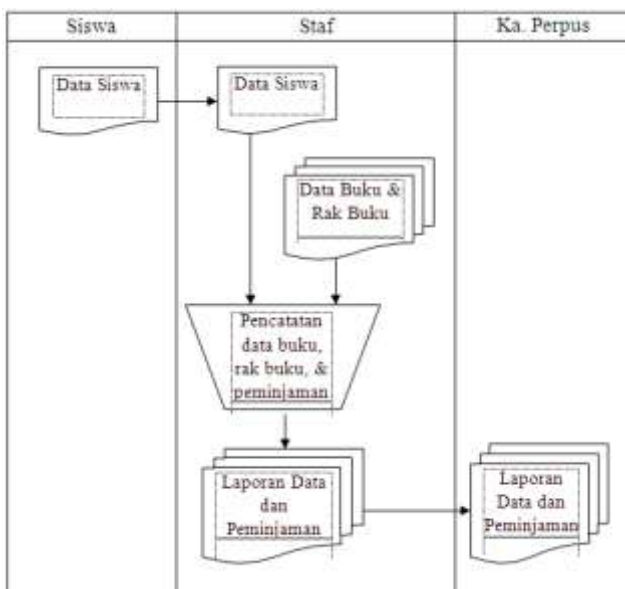 Siswa
Staf
Ka. Perpus
Data Siswa
Data Siswa
Data Buku &
Rak Buku
Pencatatan
data buku,
rak buku, &
peminjaman
Laporan Data
dan
Peminjaman
Laporan
Data dan
Peminjaman